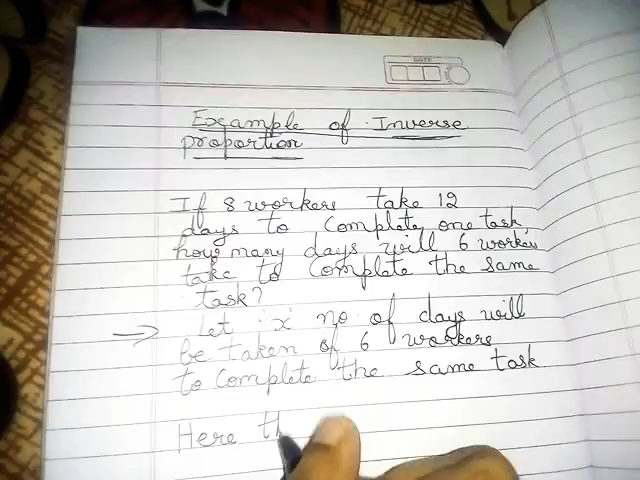 Example of Inverse
proportion
If 8 workers take 12
days to complete one task,
how many days will 6 workers
take to complete the same
task?
→ Let 'x' no of days will
be taken of 6 workers
to complete the same task
Here th